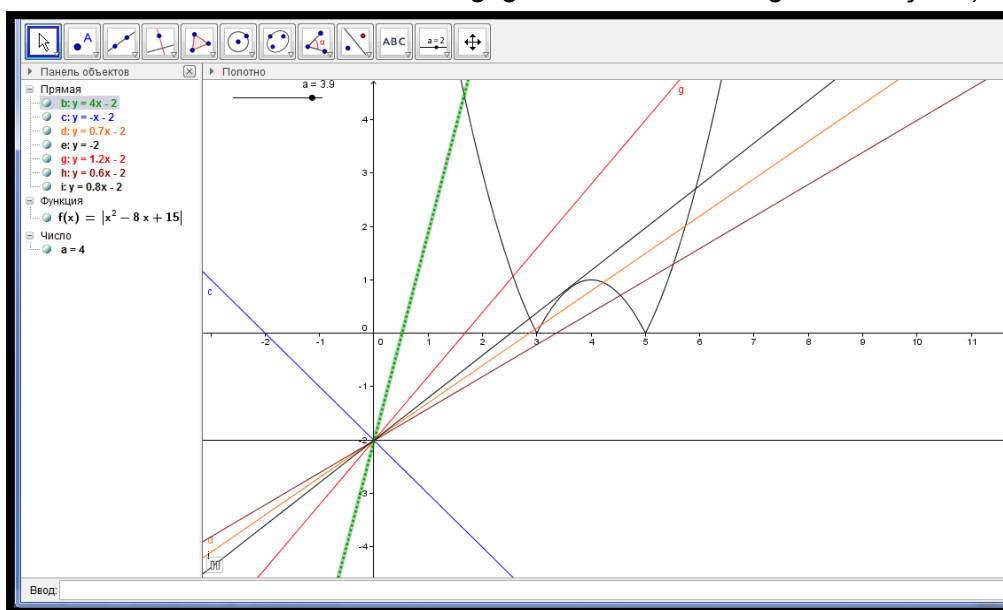 A
α
ABC
a = 2
Панель объектов
Полотно
Прямая
b: y = 4x - 2
c: y = -x - 2
d: y = 0.7x - 2
e: y = -2
g: y = 1.2x - 2
h: y = 0.6x - 2
i: y = 0.8x - 2
Функция
f(x) = |x² – 8 x + 15|
Число
a = 4
a = 3.9
g
c
d
i
4
3
2
1
0
-1
-2
-3
-4
-2 -1 0 1 2 3 4 5 6 7 8 9 10 11
Ввод: